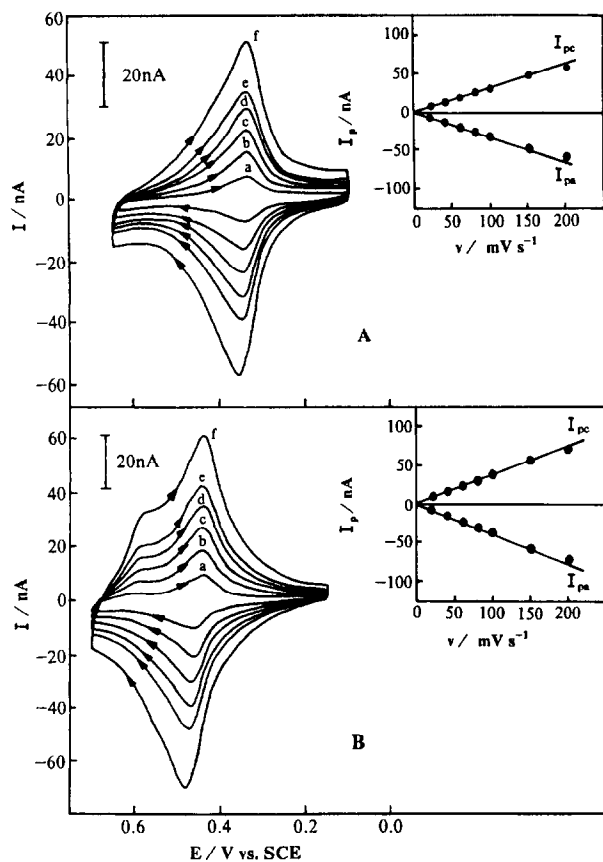 A
60
40
20
0
−20
−40
−60
I / nA
20nA
f
e
d
c
b
a
A
100
50
0
−50
−100
I_p / nA
I_pc
I_pa
0 50 100 150 200
ν / mV s⁻¹
60
40
20
0
−20
−40
−60
I / nA
20nA
f
e
d
c
b
a
B
100
50
0
−50
−100
I_p / nA
I_pc
I_pa
0 50 100 150 200
ν / mV s⁻¹
0.6 0.4 0.2 0.0
E / V vs. SCE